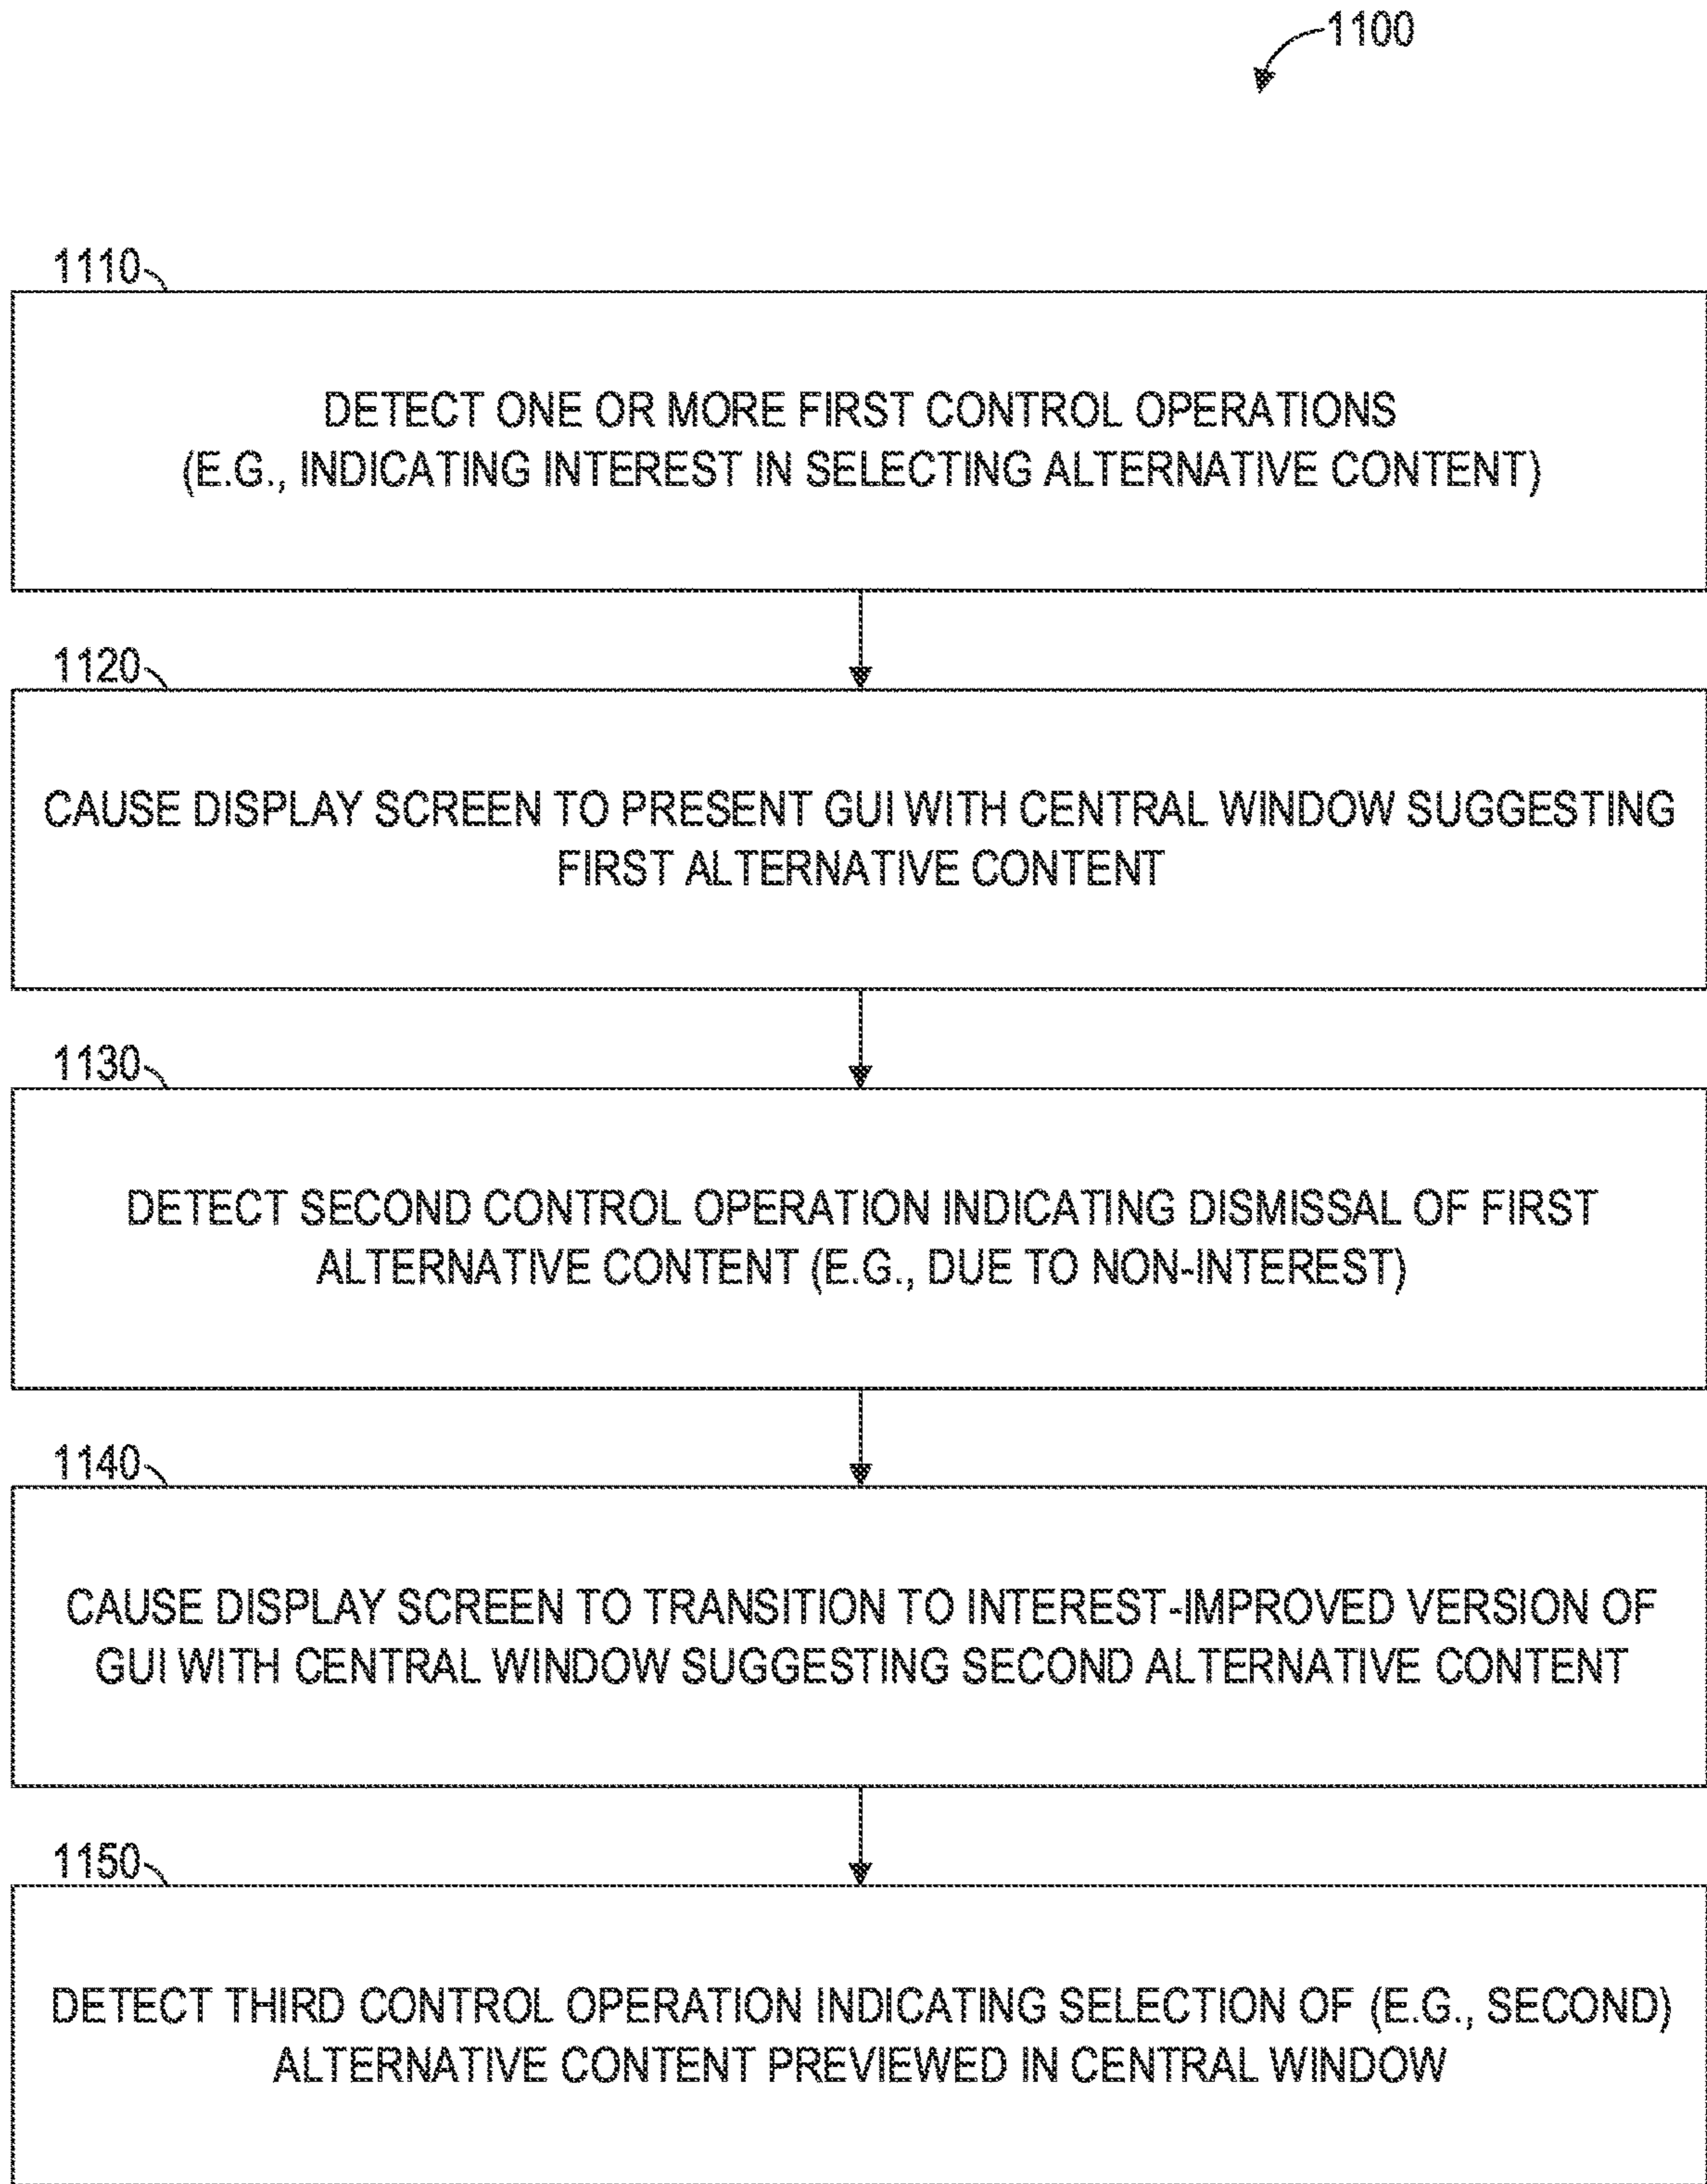 1100
1110
DETECT ONE OR MORE FIRST CONTROL OPERATIONS
(E.G., INDICATING INTEREST IN SELECTING ALTERNATIVE CONTENT)
1120
CAUSE DISPLAY SCREEN TO PRESENT GUI WITH CENTRAL WINDOW SUGGESTING
FIRST ALTERNATIVE CONTENT
1130
DETECT SECOND CONTROL OPERATION INDICATING DISMISSAL OF FIRST
ALTERNATIVE CONTENT (E.G., DUE TO NON-INTEREST)
1140
CAUSE DISPLAY SCREEN TO TRANSITION TO INTEREST-IMPROVED VERSION OF
GUI WITH CENTRAL WINDOW SUGGESTING SECOND ALTERNATIVE CONTENT
1150
DETECT THIRD CONTROL OPERATION INDICATING SELECTION OF (E.G., SECOND)
ALTERNATIVE CONTENT PREVIEWED IN CENTRAL WINDOW